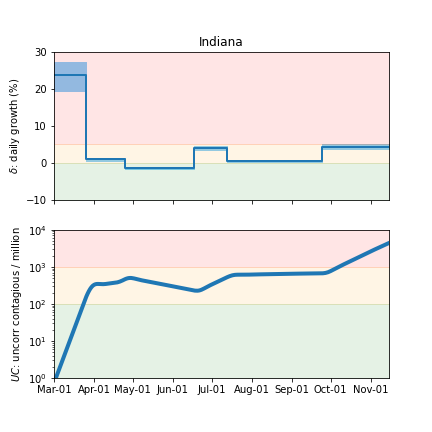 Indiana
δ: daily growth (%)
30
20
10
0
−10
UC: uncorr contagious / million
10⁴
10³
10²
10¹
10⁰
Mar-01 Apr-01 May-01 Jun-01 Jul-01 Aug-01 Sep-01 Oct-01 Nov-01